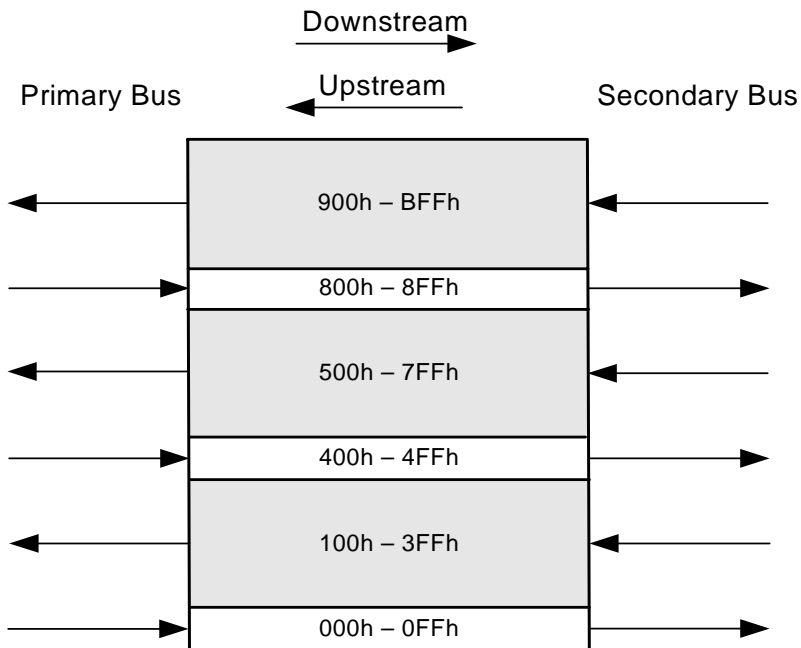 Downstream
Upstream
Primary Bus
Secondary Bus
900h – BFFh
800h – 8FFh
500h – 7FFh
400h – 4FFh
100h – 3FFh
000h – 0FFh